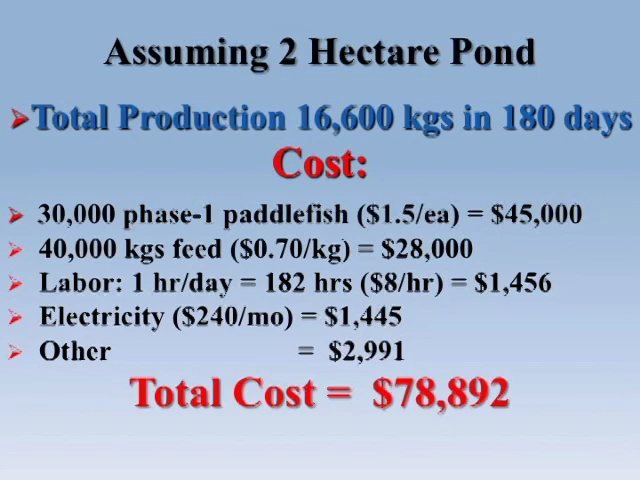 Assuming 2 Hectare Pond
Total Production 16,600 kgs in 180 days
Cost:
30,000 phase-1 paddlefish ($1.5/ea) = $45,000
40,000 kgs feed ($0.70/kg) = $28,000
Labor: 1 hr/day = 182 hrs ($8/hr) = $1,456
Electricity ($240/mo) = $1,445
Other = $2,991
Total Cost = $78,892